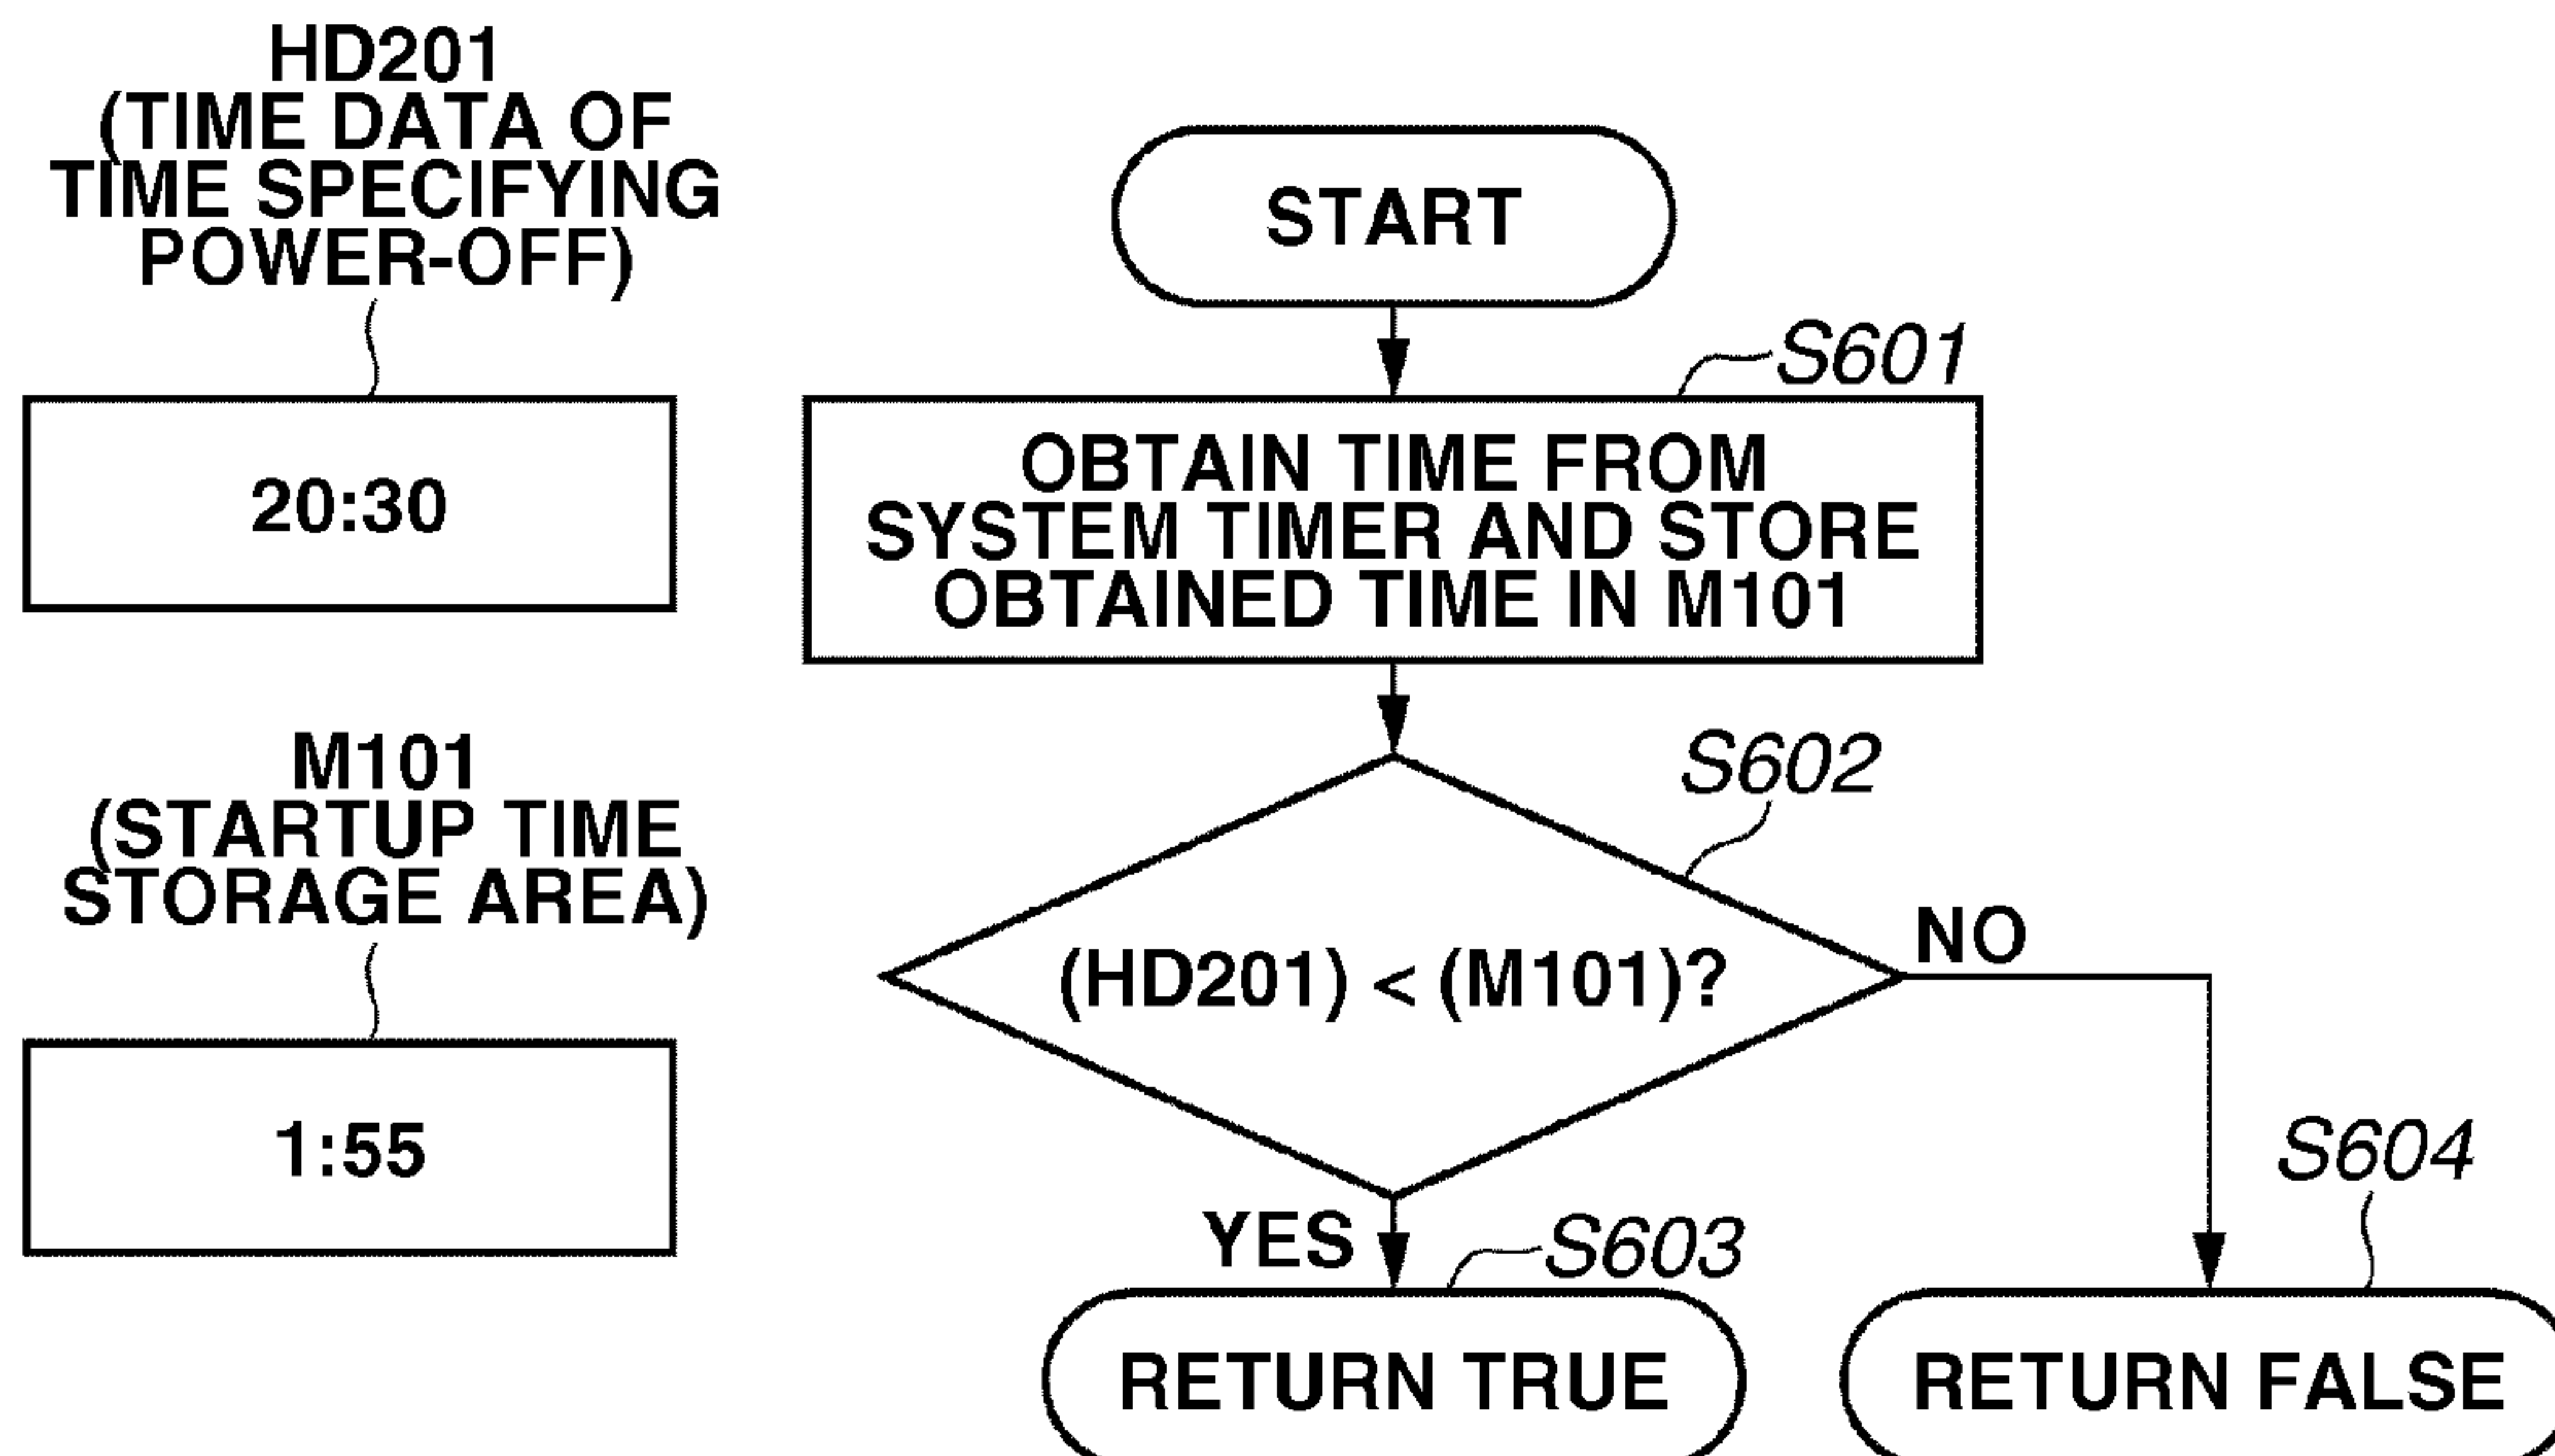 HD201
(TIME DATA OF
TIME SPECIFYING
POWER-OFF)
20:30
M101
(STARTUP TIME
STORAGE AREA)
1:55
START
S601
OBTAIN TIME FROM
SYSTEM TIMER AND STORE
OBTAINED TIME IN M101
S602
(HD201) < (M101)?
NO
YES
S603
RETURN TRUE
S604
RETURN FALSE